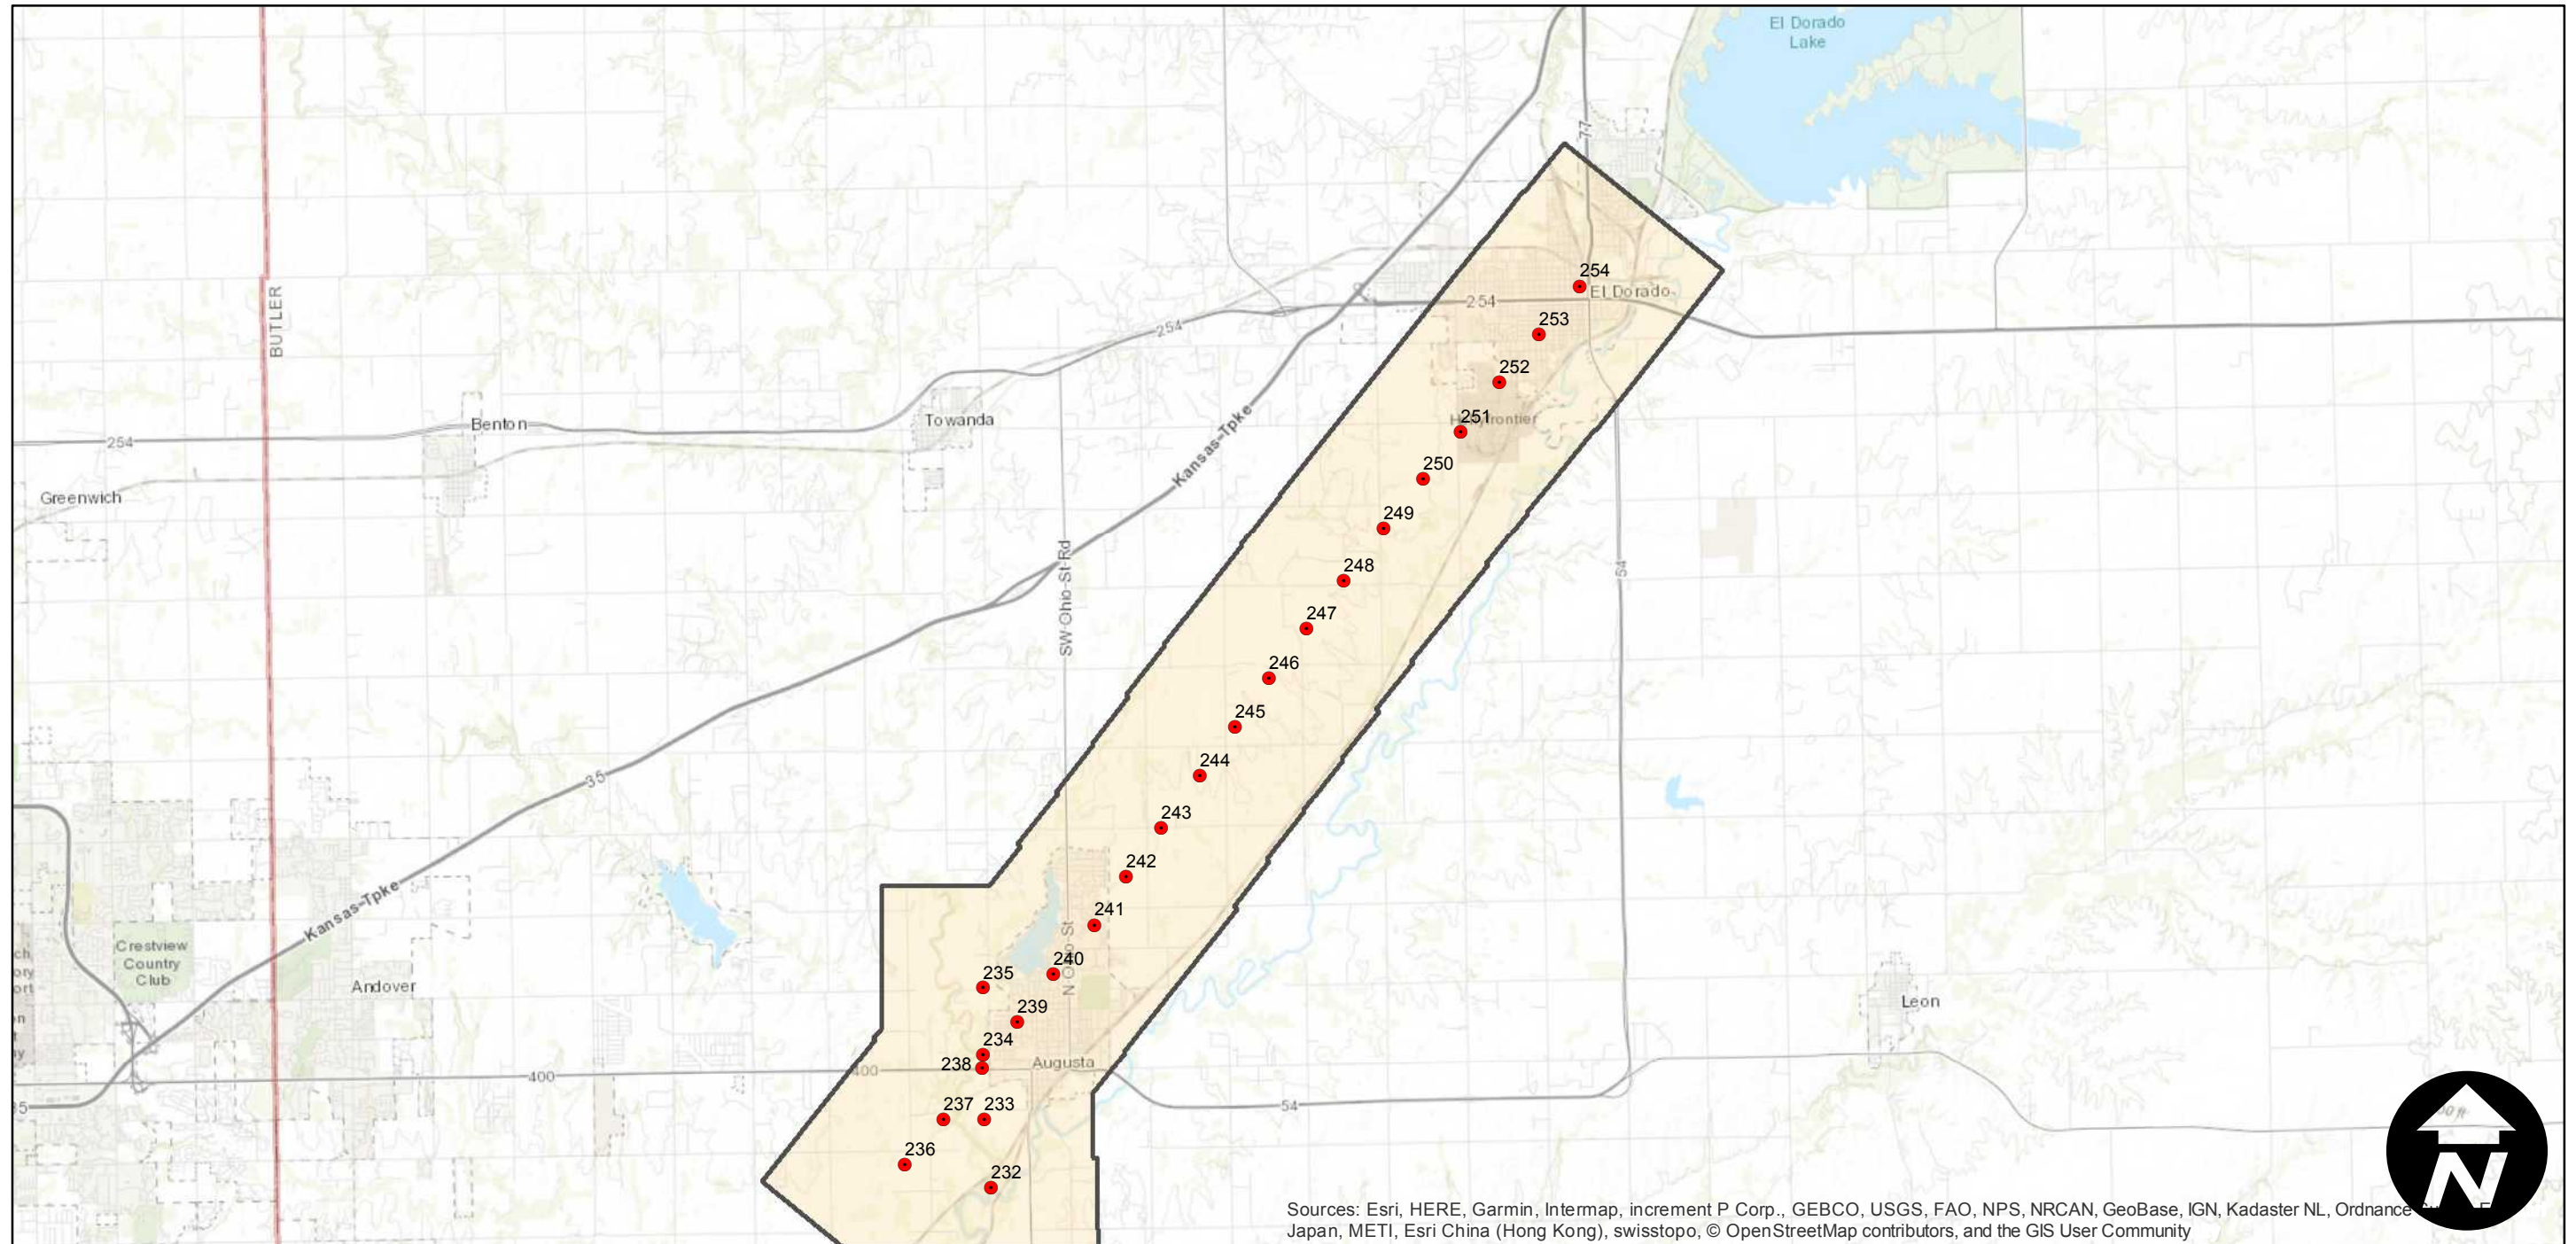 El Dorado
Lake
77
254
El Dorado
254
253
BUTLER
254
252
251
Benton
Towanda
254
Kansas-Tpke
250
Greenwich
249
SW-Ohio-St-Rd
248
54
247
246
245
35
244
243
242
Kansas-Tpke
241
Crestview
Country
Club
240
235
Andover
Leon
239
234
Augusta
238
400
400
237
233
54
236
232
Sources: Esri, HERE, Garmin, Intermap, increment P Corp., GEBCO, USGS, FAO, NPS, NRCAN, GeoBase, IGN, Kadaster NL, Ordnance
Japan, METI, Esri China (Hong Kong), swisstopo, © OpenStreetMap contributors, and the GIS User Community
N